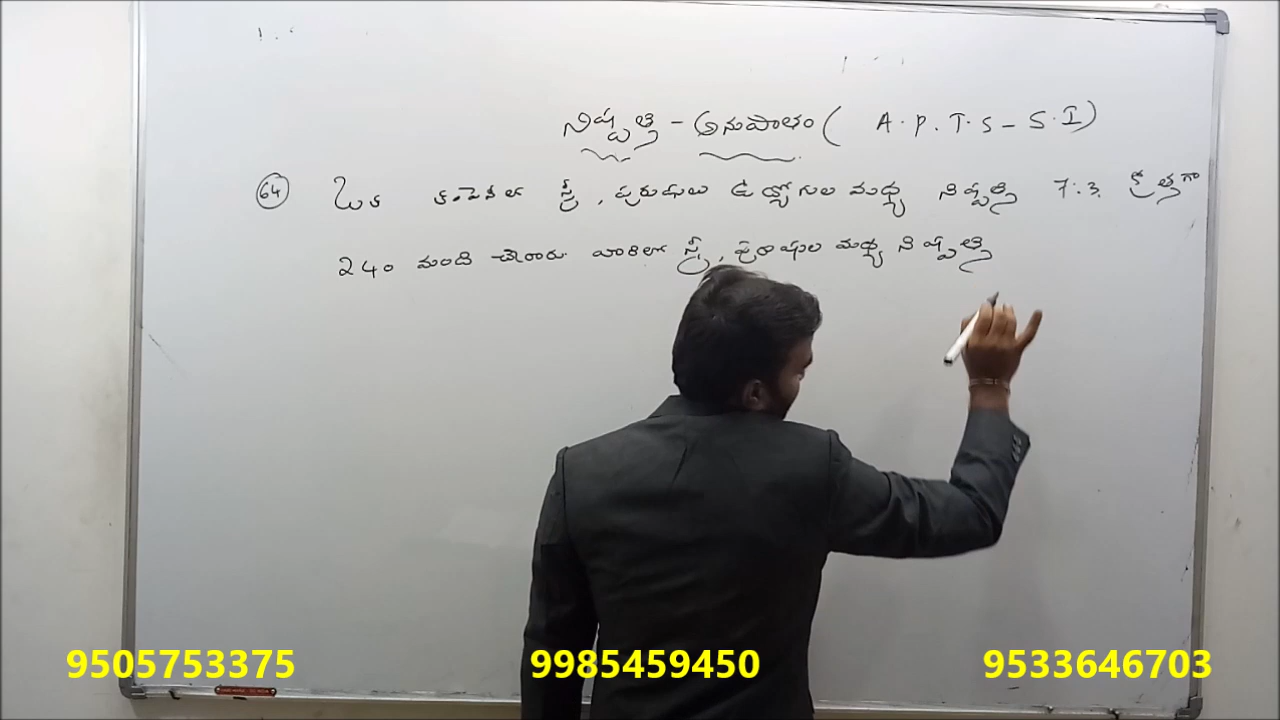 నిష్పత్తి - అనుపాతం ( A.P.T.S - S.I )
64 ఒక కంపెనీలో స్త్రీ, పురుషులు ఉద్యోగుల మధ్య నిష్పత్తి 7:3. క్రొత్తగా
240 మంది చేరారు వారిలో స్త్రీ, పురుషుల మధ్య నిష్పత్తి
9505753375 9985459450 9533646703